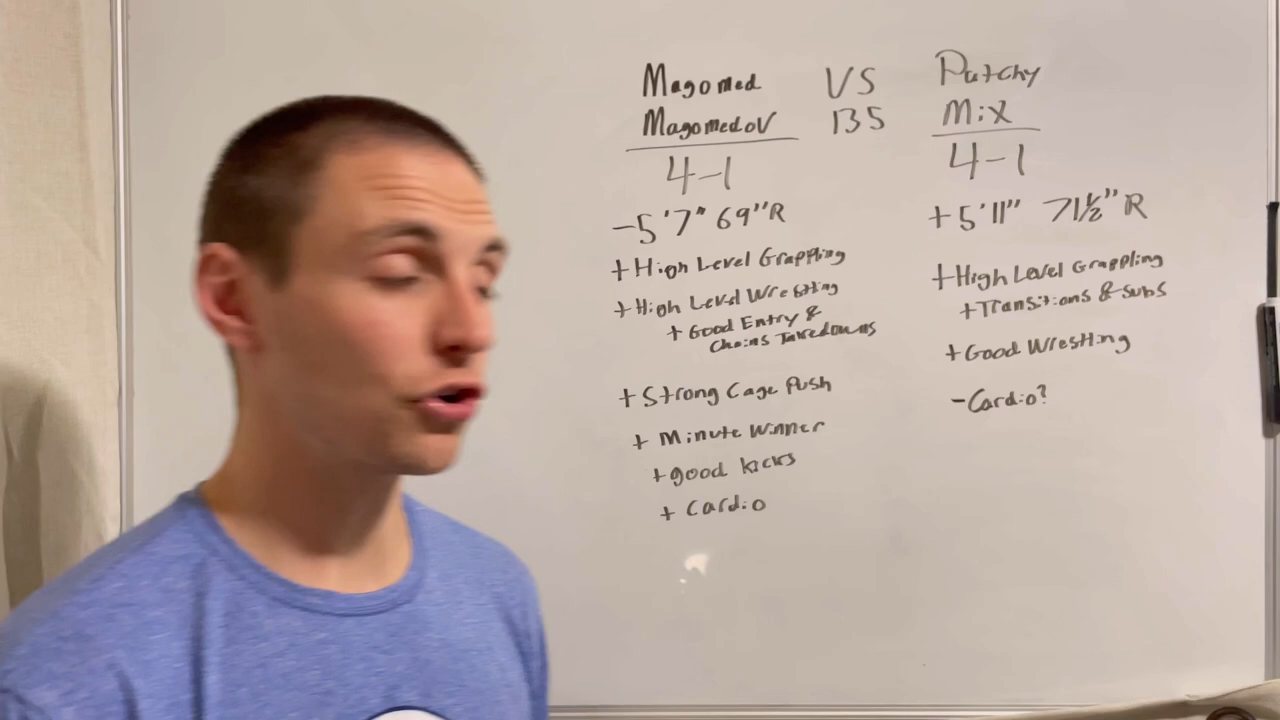 Magomed VS Patchy
Magomedov 135 Mix
4-1 4-1
-5'7" 69"R
+High Level Grappling
+High Level Wrestling
+ Good Entry &
Chains Takedowns
+Strong Cage Push
+ Minute Winner
+good kicks
+ Cardio
+5'11" 71½" R
+High Level Grappling
+Transitions & Subs
+Good Wrestling
-Cardio?